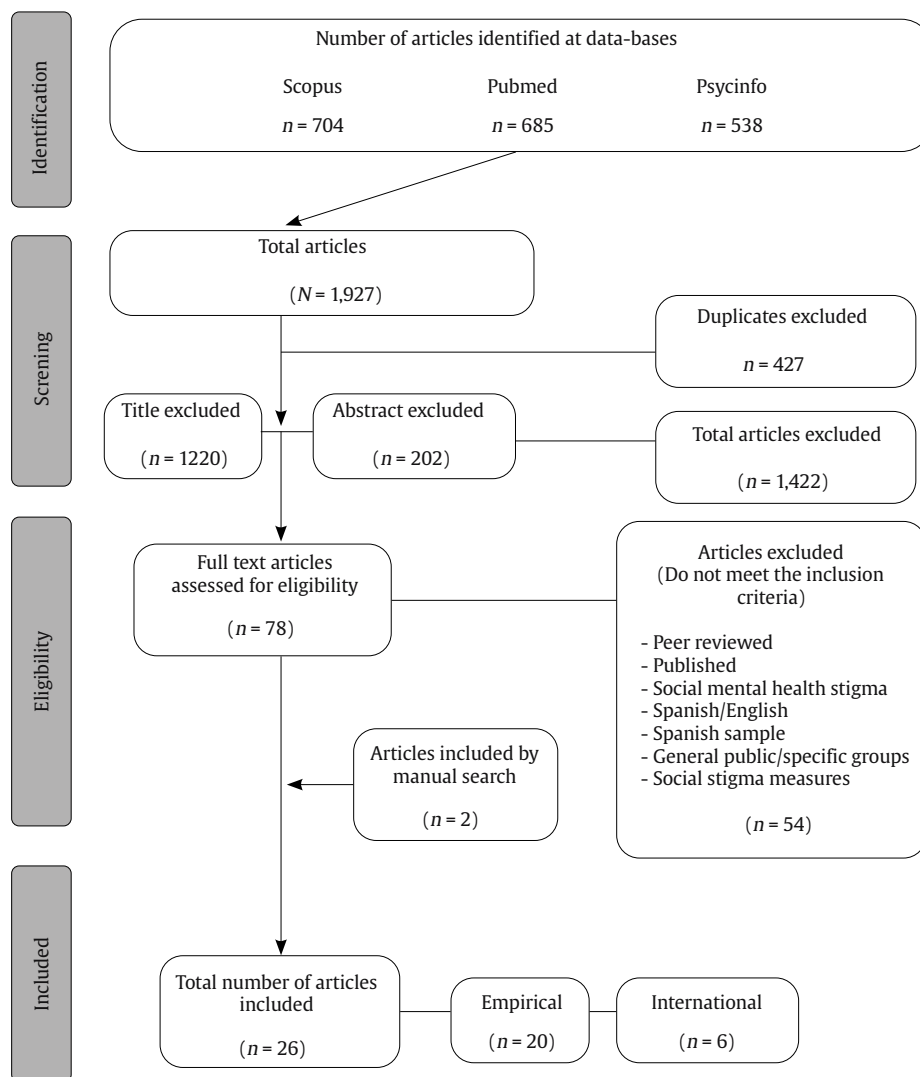 Identification
Number of articles identified at data-bases
Scopus
Pubmed
Psycinfo
n = 704
n = 685
n = 538
Screening
Total articles
(N = 1,927)
Duplicates excluded
n = 427
Title excluded
(n = 1220)
Abstract excluded
(n = 202)
Total articles excluded
(n = 1,422)
Eligibility
Full text articles
assessed for eligibility
(n = 78)
Articles excluded
(Do not meet the inclusion
criteria)
- Peer reviewed
- Published
- Social mental health stigma
- Spanish/English
- Spanish sample
- General public/specific groups
- Social stigma measures
(n = 54)
Articles included by
manual search
(n = 2)
Included
Total number of articles
included
(n = 26)
Empirical
(n = 20)
International
(n = 6)